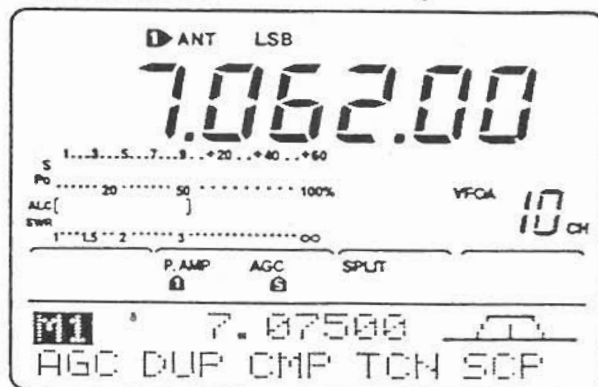 1 ANT LSB
7.062.00
S 1...3...5...7...9...+20...+40...+60
Po 20 50 100%
ALC [ ]
SWR 1 1.5 2 3 ∞
VFOA 10 CH
P. AMP AGC SPLIT
1 S
M1 7.07500
AGC DUP CMP TCN SCP